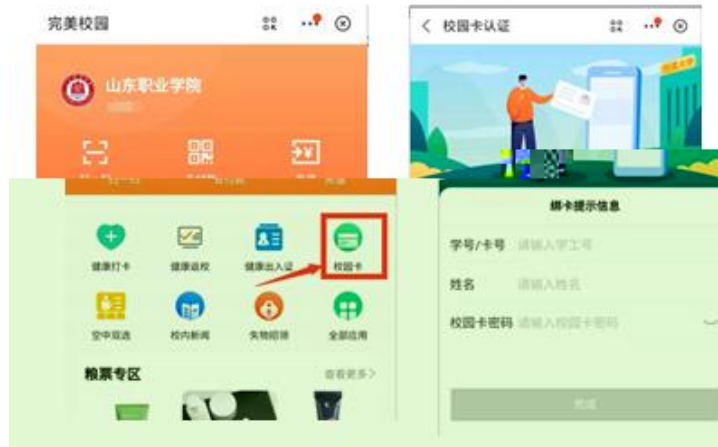 完美校园
山东职业学院
健康打卡
健康返校
健康出入证
校园卡
空中双选
校内新闻
失物招领
全部应用
粮票专区
查看更多>
校园卡认证
绑卡提示信息
学号/卡号 请输入学工号
姓名 请输入姓名
校园卡密码 请输入校园卡密码
完成